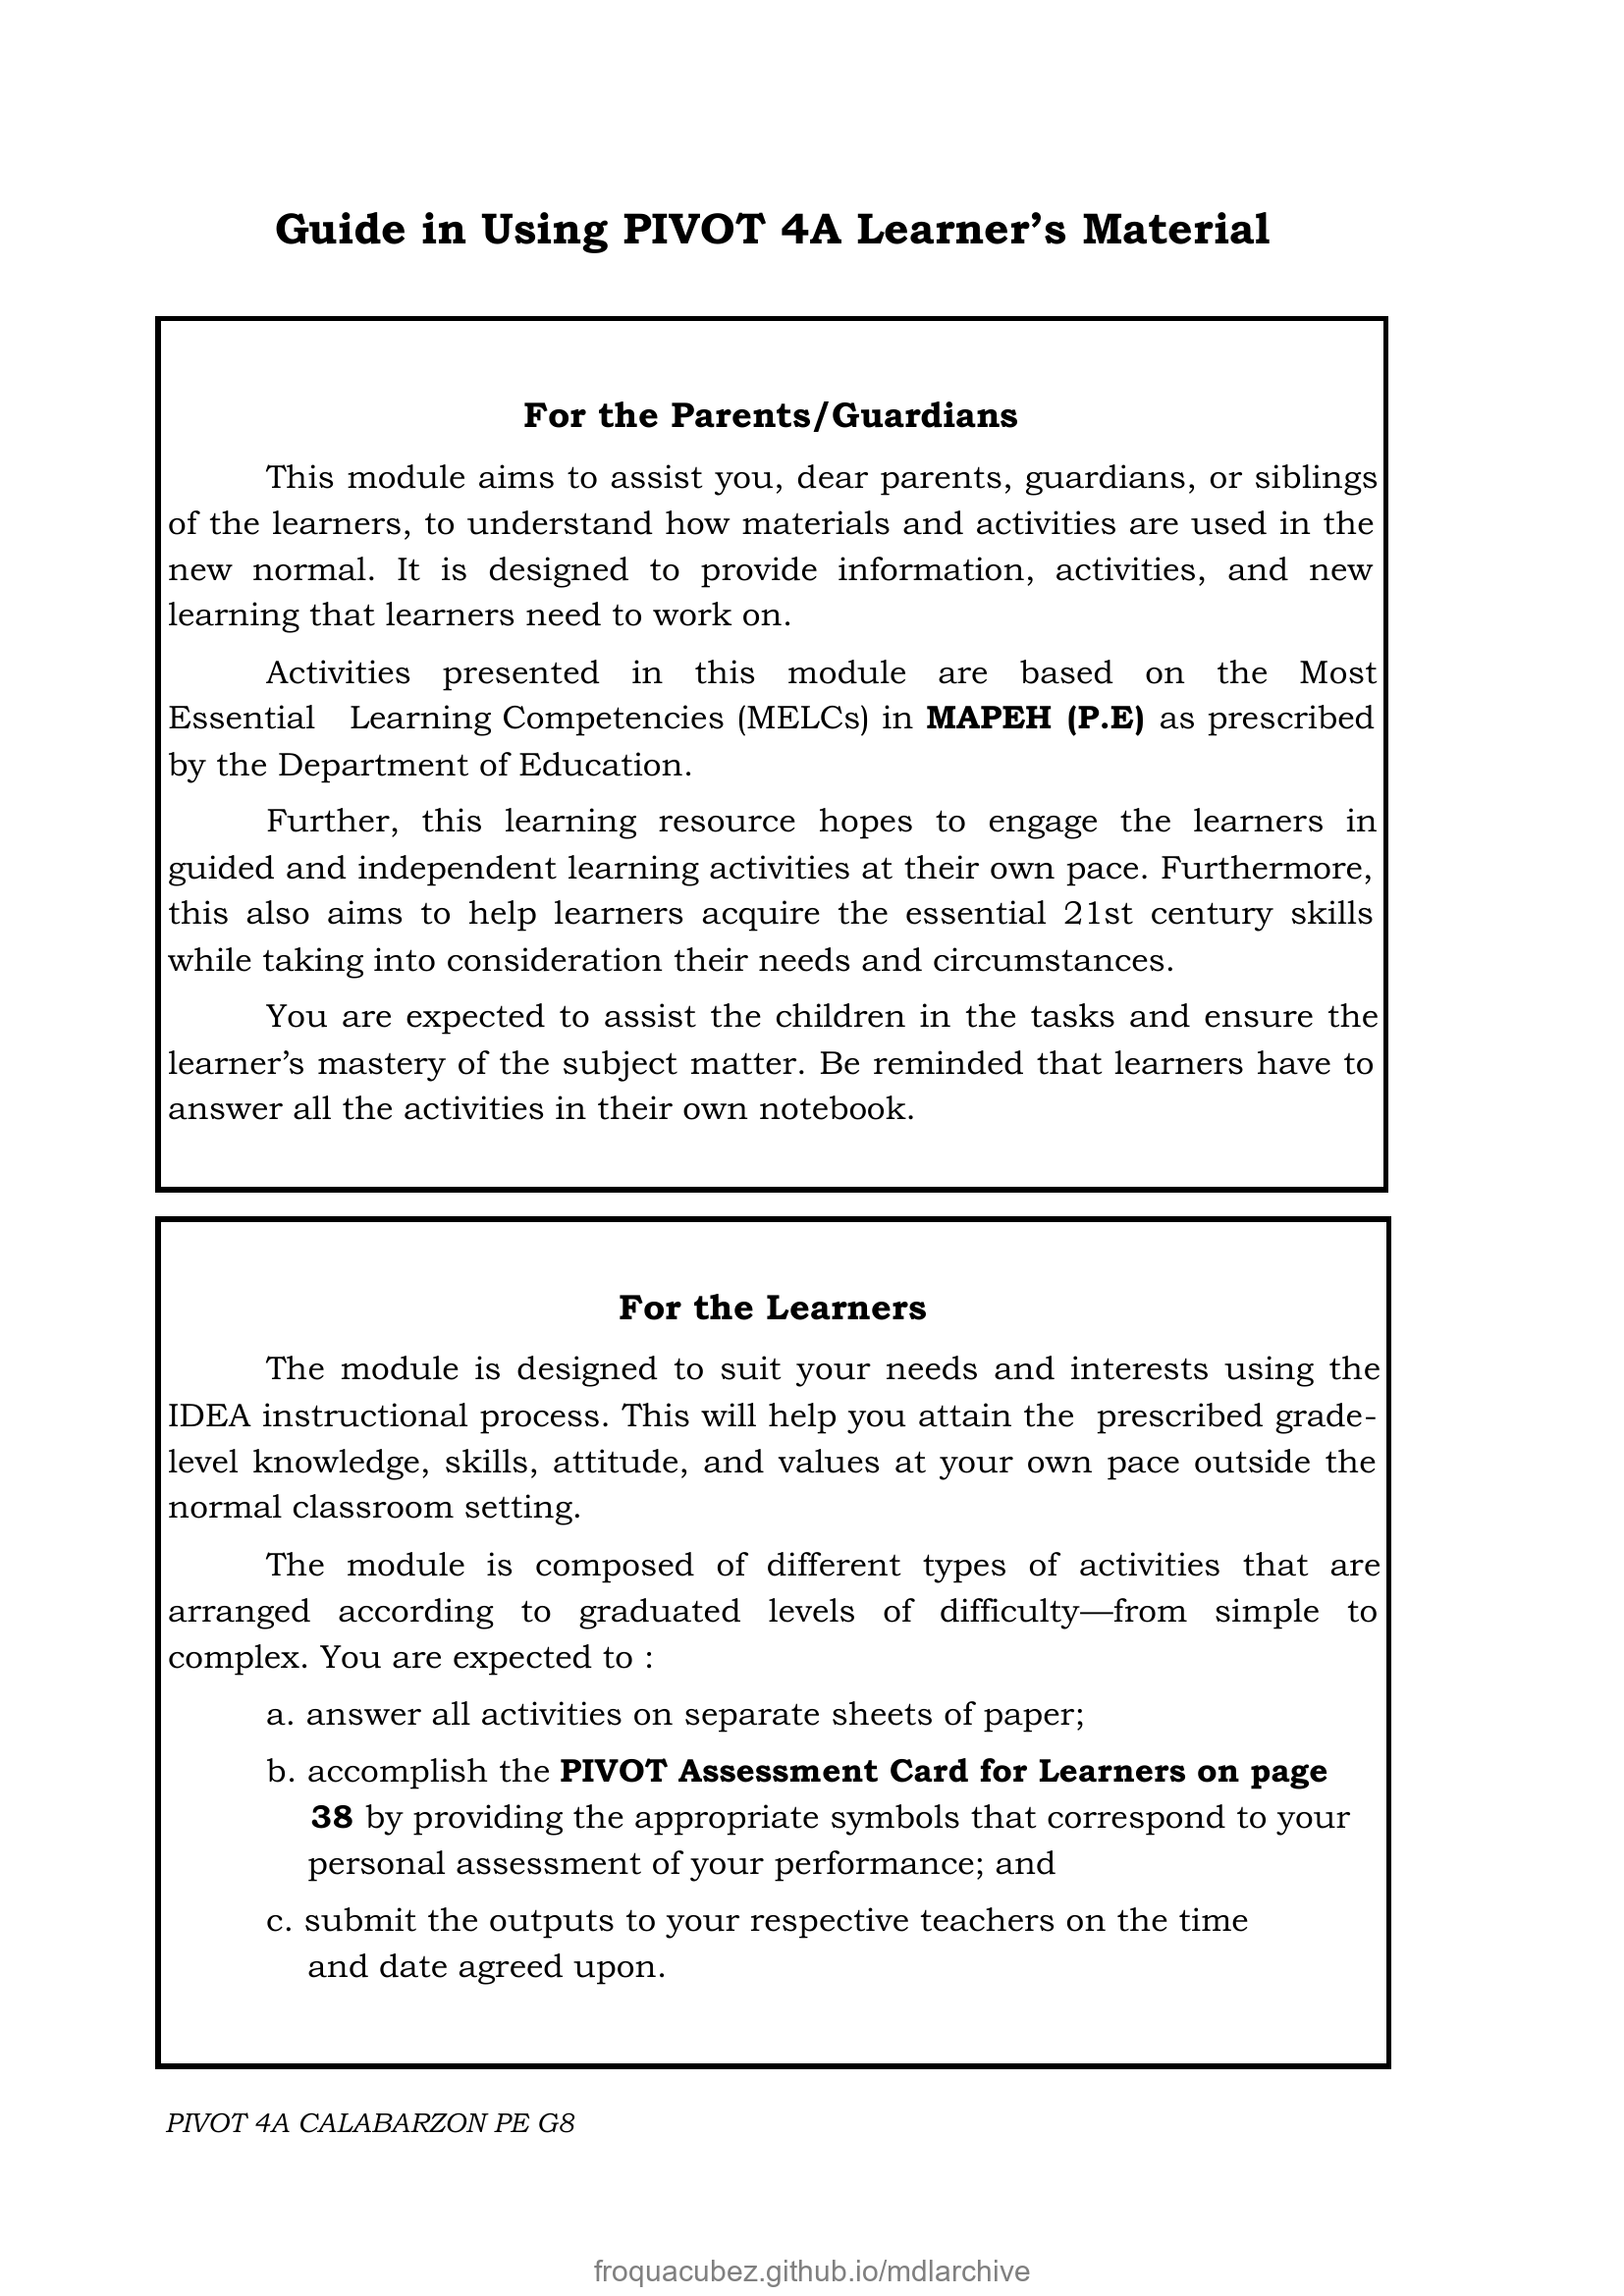 Guide in Using PIVOT 4A Learner’s Material
For the Parents/Guardians
This module aims to assist you, dear parents, guardians, or siblings
of the learners, to understand how materials and activities are used in the
new normal. It is designed to provide information, activities, and new
learning that learners need to work on.
Activities presented in this module are based on the Most
Essential Learning Competencies (MELCs) in MAPEH (P.E) as prescribed
by the Department of Education.
Further, this learning resource hopes to engage the learners in
guided and independent learning activities at their own pace. Furthermore,
this also aims to help learners acquire the essential 21st century skills
while taking into consideration their needs and circumstances.
You are expected to assist the children in the tasks and ensure the
learner’s mastery of the subject matter. Be reminded that learners have to
answer all the activities in their own notebook.
For the Learners
The module is designed to suit your needs and interests using the
IDEA instructional process. This will help you attain the prescribed grade-
level knowledge, skills, attitude, and values at your own pace outside the
normal classroom setting.
The module is composed of different types of activities that are
arranged according to graduated levels of difficulty—from simple to
complex. You are expected to :
a. answer all activities on separate sheets of paper;
b. accomplish the PIVOT Assessment Card for Learners on page
38 by providing the appropriate symbols that correspond to your
personal assessment of your performance; and
c. submit the outputs to your respective teachers on the time
and date agreed upon.
PIVOT 4A CALABARZON PE G8
froquacubez.github.io/mdlarchive